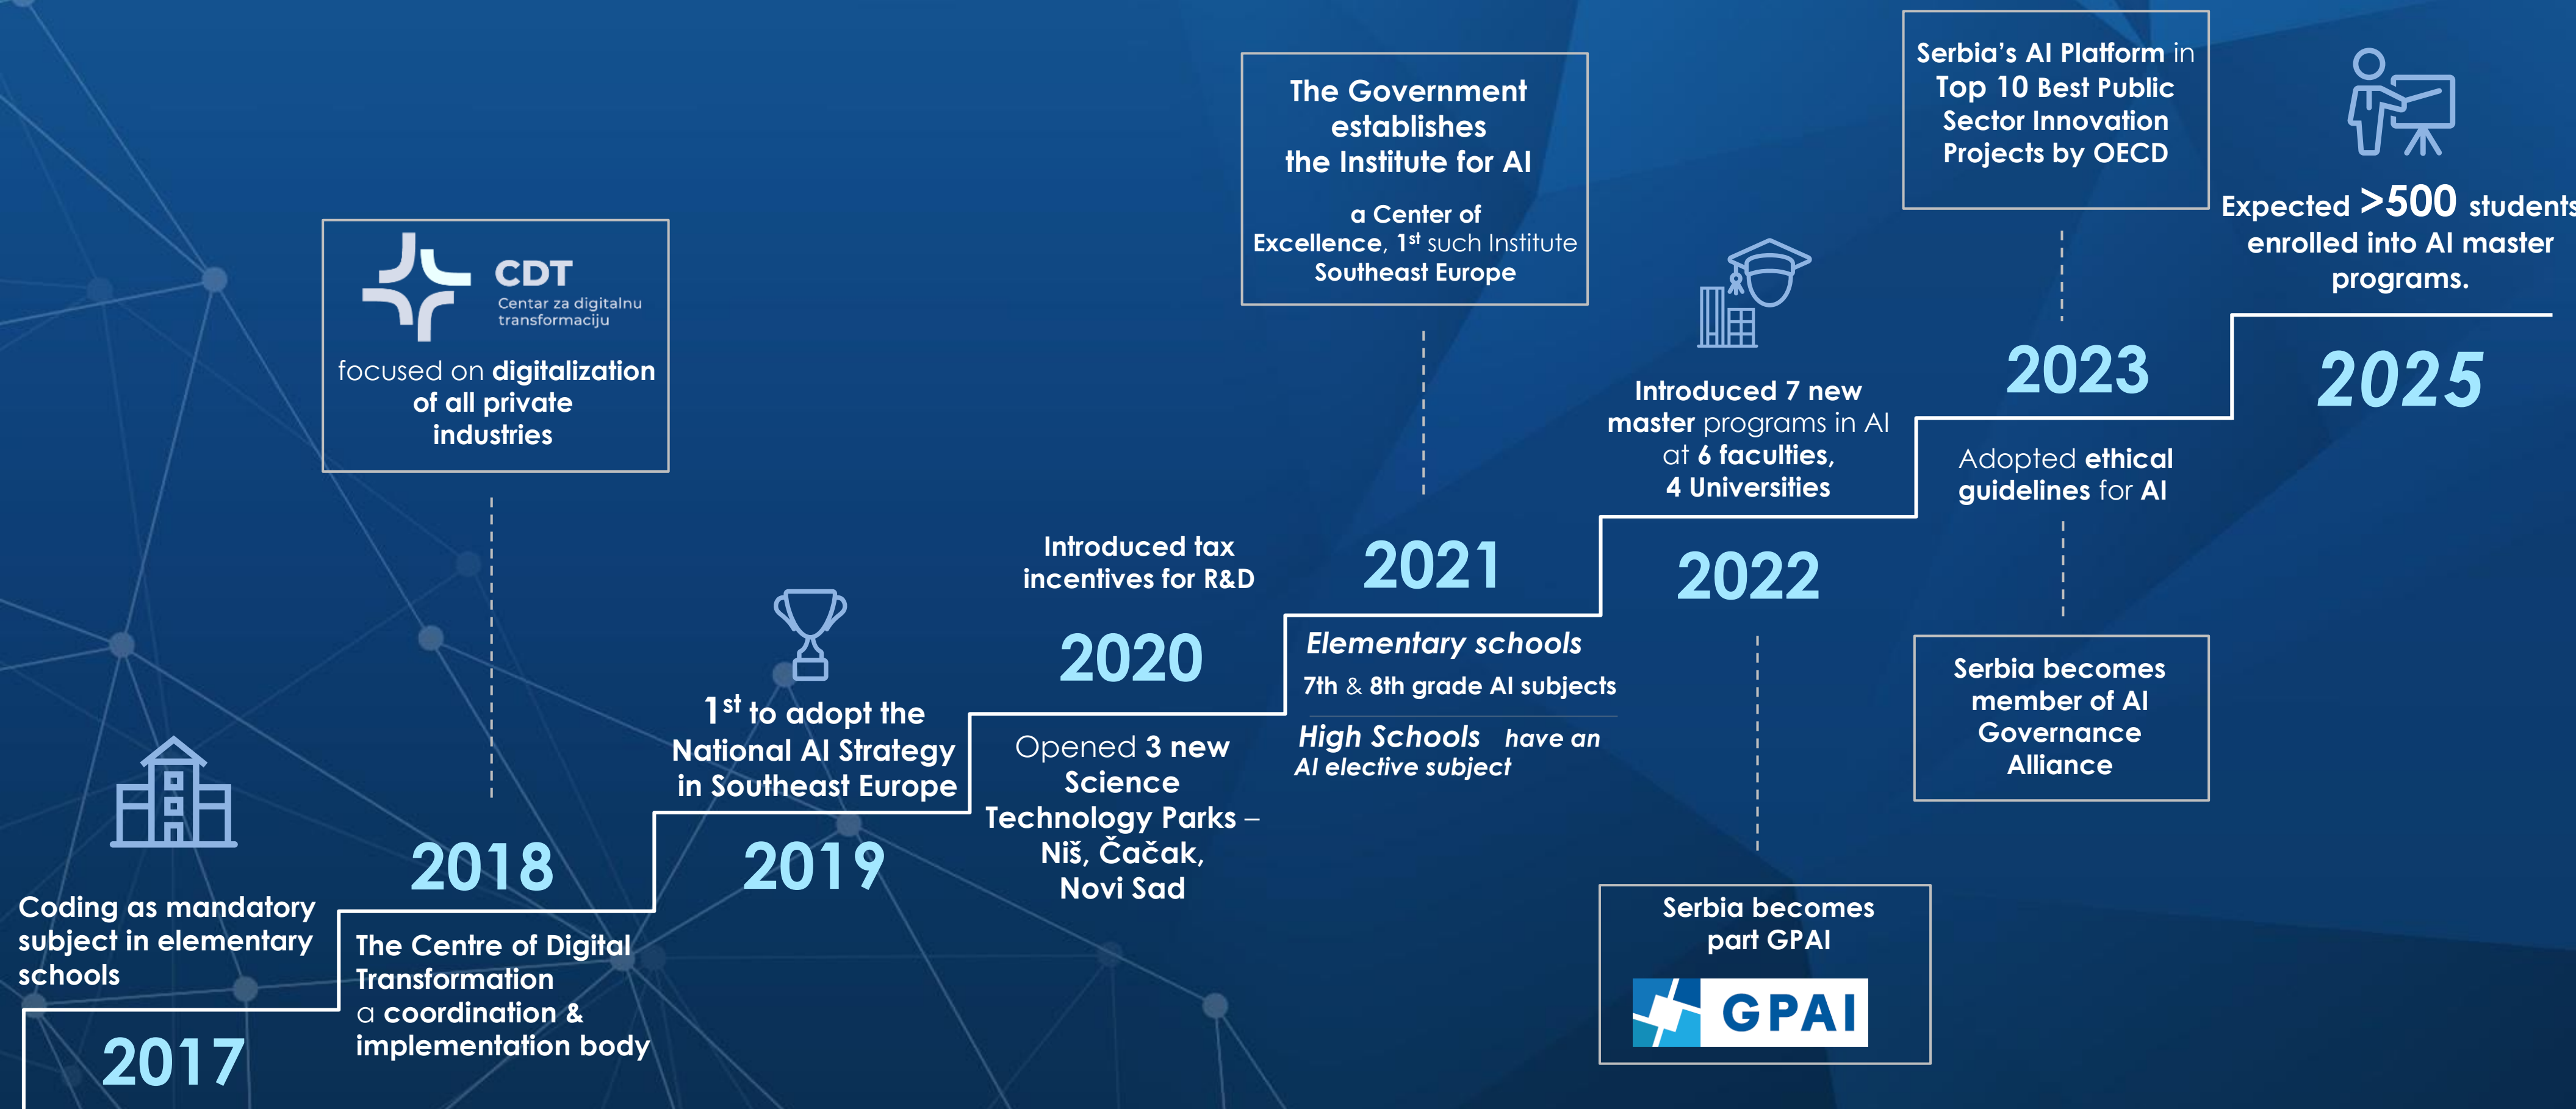 Coding as mandatory
subject in elementary
schools
2017
CDT
Centar za digitalnu
transformaciju
focused on digitalization
of all private
industries
2018
The Centre of Digital
Transformation
a coordination &
implementation body
1st to adopt the
National AI Strategy
in Southeast Europe
2019
Introduced tax
incentives for R&D
2020
Opened 3 new
Science
Technology Parks –
Niš, Čačak,
Novi Sad
The Government
establishes
the Institute for AI
a Center of
Excellence, 1st such Institute
Southeast Europe
2021
Elementary schools
7th & 8th grade AI subjects
High Schools have an
AI elective subject
Introduced 7 new
master programs in AI
at 6 faculties,
4 Universities
2022
Serbia becomes
part GPAI
GPAI
Serbia's AI Platform in
Top 10 Best Public
Sector Innovation
Projects by OECD
2023
Adopted ethical
guidelines for AI
Serbia becomes
member of AI
Governance
Alliance
Expected >500 students
enrolled into AI master
programs.
2025